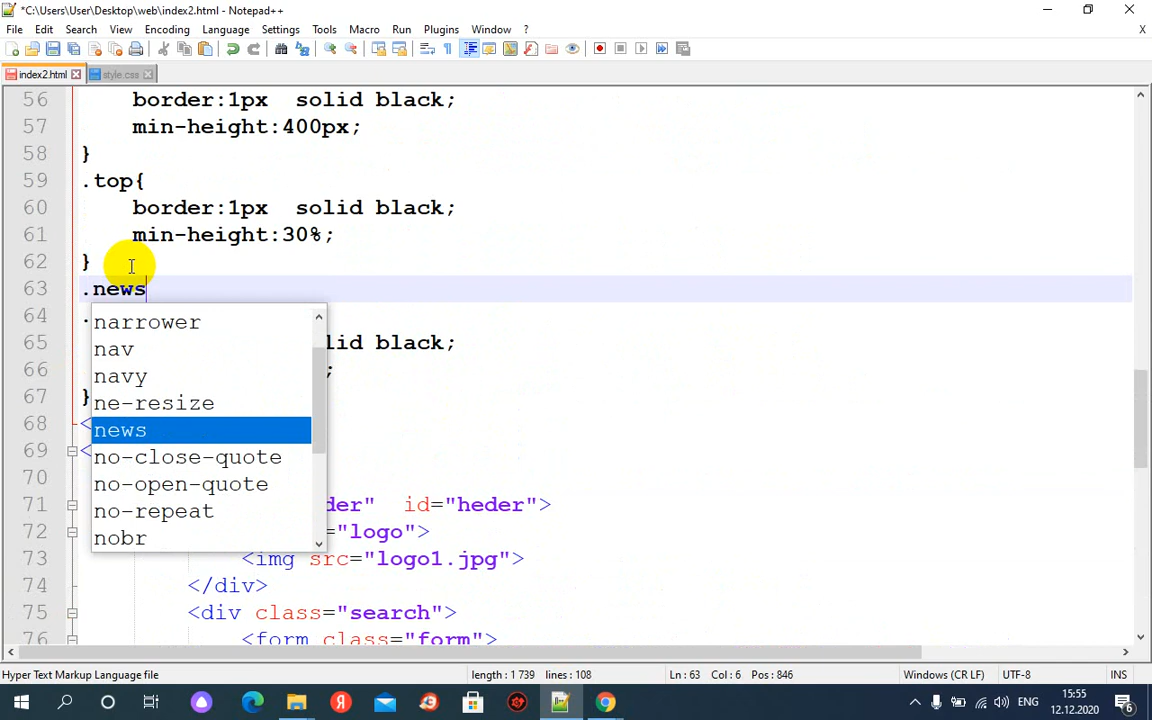 *C:\Users\User\Desktop\web\index2.html - Notepad++
File Edit Search View Encoding Language Settings Tools Macro Run Plugins Window ? X
index2.html style.css
56 border:1px solid black;
57 min-height:400px;
58 }
59 .top{
60 border:1px solid black;
61 min-height:30%;
62 }
63 .news
64 .
narrower
65 lid black;
nav
66 ;
navy
67 }
ne-resize
68 <
news
69 <
no-close-quote
70
no-open-quote
71 der" id="heder">
no-repeat
72 ="logo">
nobr
73 <img src="logo1.jpg">
74 </div>
75 <div class="search">
76 <form class="form">
Hyper Text Markup Language file length : 1 739 lines : 108 Ln : 63 Col : 6 Pos : 846 Windows (CR LF) UTF-8 INS
ENG 15:55
12.12.2020 6